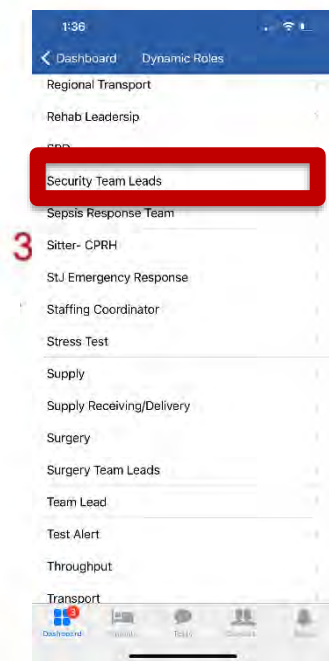 1:36
Dashboard Dynamic Roles
Regional Transport
Rehab Leadersip
Security Team Leads
Sepsis Response Team
3
Sitter- CPRH
StJ Emergency Response
Staffing Coordinator
Stress Test
Supply
Supply Receiving/Delivery
Surgery
Surgery Team Leads
Team Lead
Test Alert
Throughput
Transport
3
Dashboard